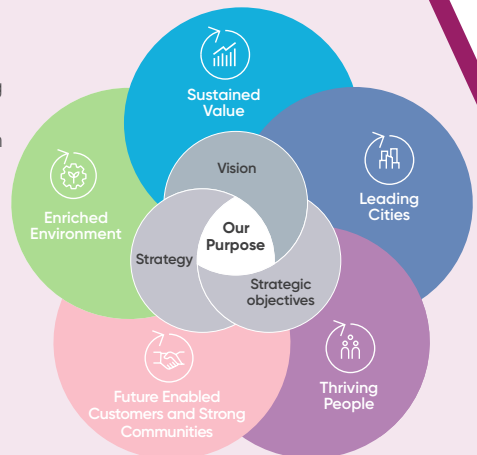 Sustained
Value
Vision
Leading
Cities
Enriched
Environment
Our
Purpose
Strategy
Strategic
objectives
Thriving
People
Future Enabled
Customers and Strong
Communities